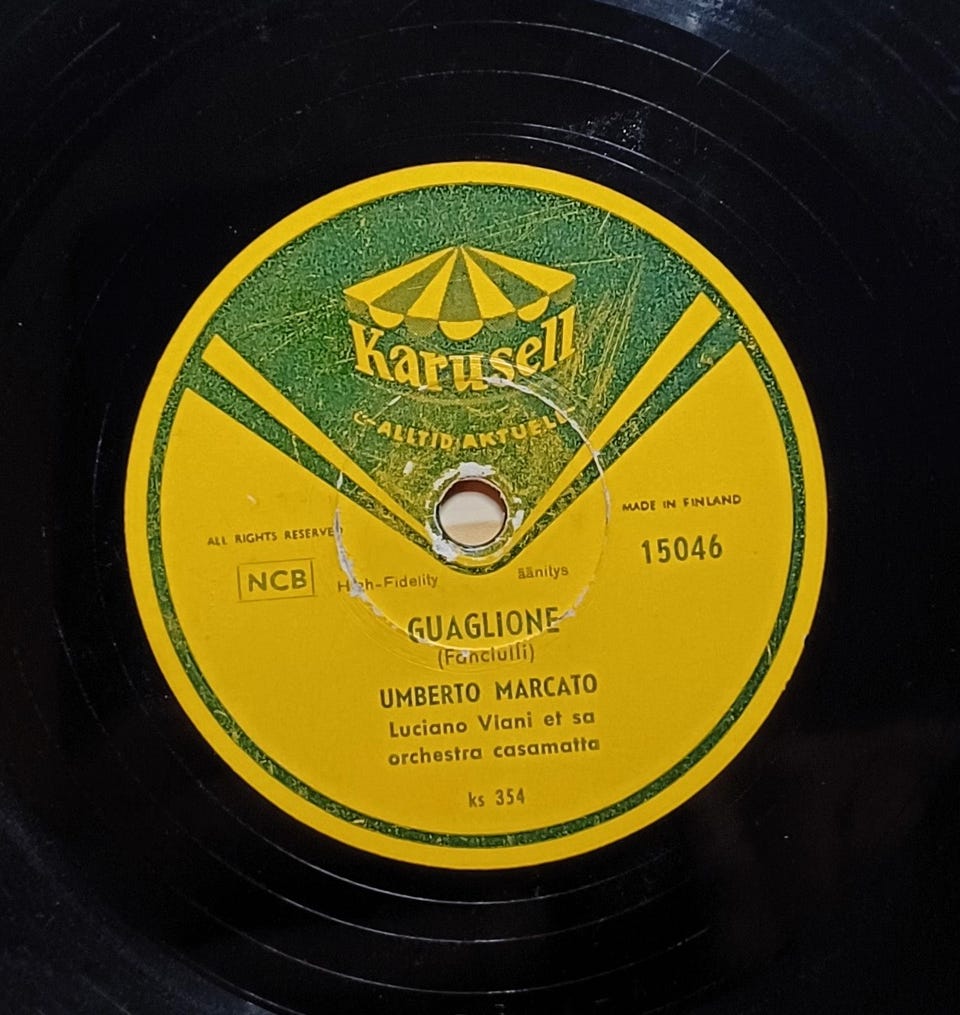 Karusell
ALLTID AKTUELL
MADE IN FINLAND
ALL RIGHTS RESERVED
15046
NCB
High-Fidelity äänitys
GUAGLIONE
(Fanciulli)
UMBERTO MARCATO
Luciano Viani et sa
orchestra casamatta
ks 354